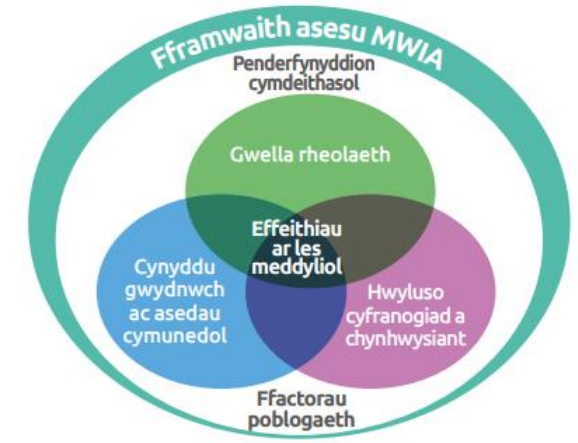 Fframwaith asesu MWIA
Penderfynyddion
cymdeithasol
Gwella rheolaeth
Effeithiau
ar les
meddyliol
Cynyddu
gwydnwch
ac asedau
cymunedol
Hwyluso
cyfranogiad a
chynhwysiant
Ffactorau
poblogaeth